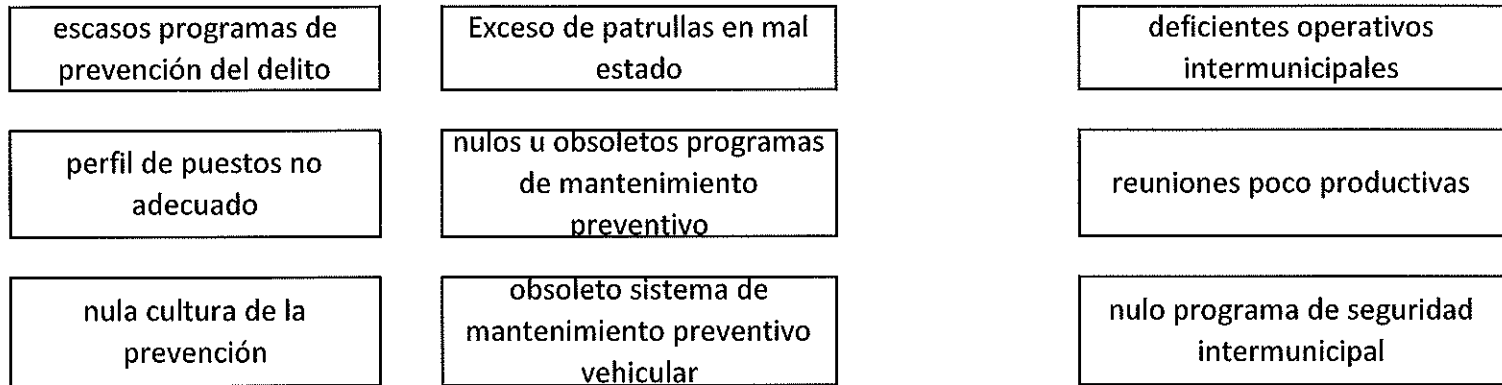 escasos programas de
prevención del delito
Exceso de patrullas en mal
estado
deficientes operativos
intermunicipales
perfil de puestos no
adecuado
nulos u obsoletos programas
de mantenimiento
preventivo
reuniones poco productivas
nula cultura de la
prevención
obsoleto sistema de
mantenimiento preventivo
vehicular
nulo programa de seguridad
intermunicipal